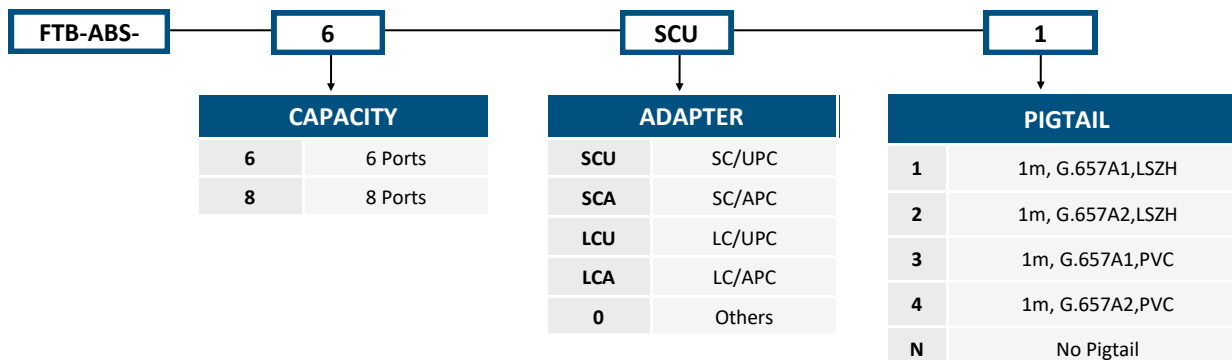 FTB-ABS- 6 SCU 1
CAPACITY
6 6 Ports
8 8 Ports
ADAPTER
SCU SC/UPC
SCA SC/APC
LCU LC/UPC
LCA LC/APC
0 Others
PIGTAIL
1 1m, G.657A1,LSZH
2 1m, G.657A2,LSZH
3 1m, G.657A1,PVC
4 1m, G.657A2,PVC
N No Pigtail